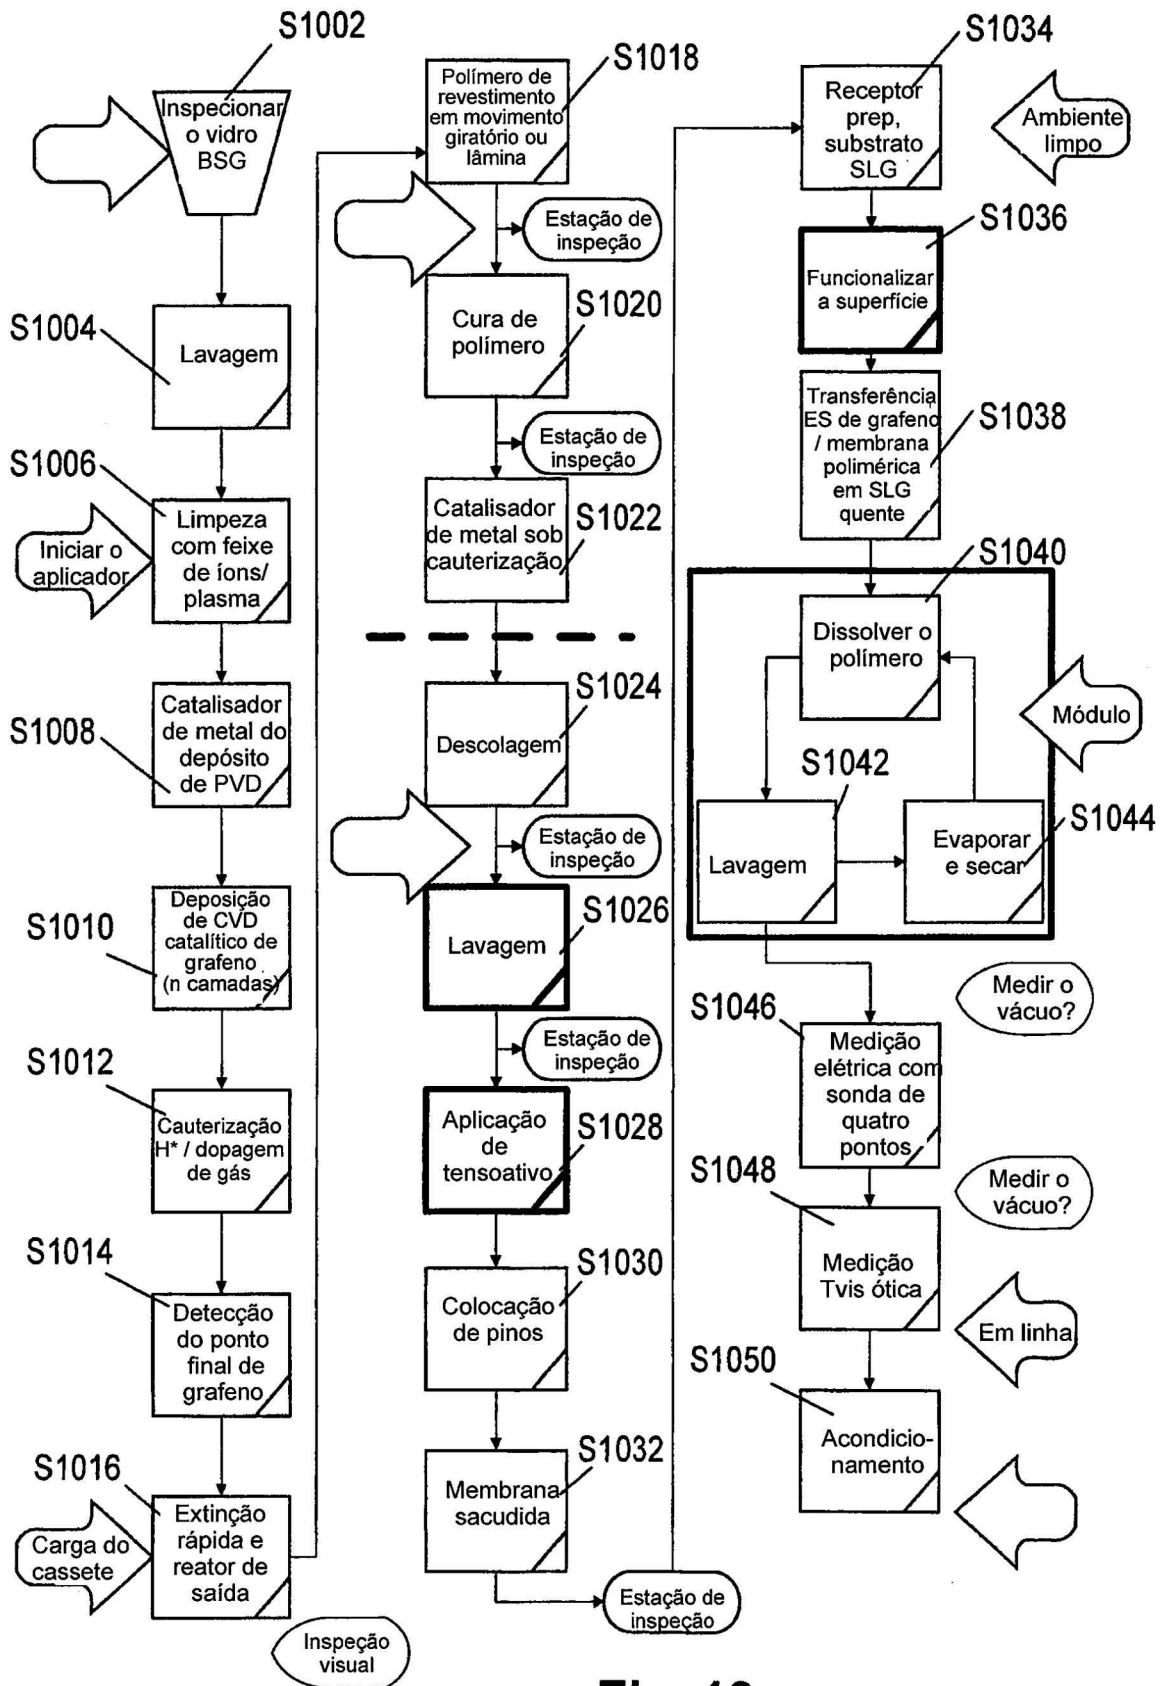 S1002
Inspecionar
o vidro
BSG
S1004
Lavagem
S1006
Iniciar o
aplicador
Limpeza
com feixe
de íons/
plasma
S1008
Catalisador
de metal do
depósito
de PVD
S1010
Deposição
de CVD
catalítico de
grafeno
(n camadas)
S1012
Cauterização
H* / dopagem
de gás
S1014
Detecção
do ponto
final de
grafeno
S1016
Carga do
cassete
Extinção
rápida e
reator de
saída
Inspeção
visual
S1018
Polímero de
revestimento
em movimento
giratório ou
lâmina
Estação de
inspeção
S1020
Cura de
polímero
Estação de
inspeção
S1022
Catalisador
de metal sob
cauterização
S1024
Descolagem
Estação de
inspeção
S1026
Lavagem
Estação de
inspeção
S1028
Aplicação
de
tensoativo
S1030
Colocação
de pinos
S1032
Membrana
sacudida
Estação de
inspeção
S1034
Receptor
prep,
substrato
SLG
Ambiente
limpo
S1036
Funcionalizar
a superfície
S1038
Transferência
ES de grafeno
/ membrana
polimérica
em SLG
quente
S1040
Dissolver o
polímero
Módulo
S1042
Lavagem
S1044
Evaporar
e secar
Medir o
vácuo?
S1046
Medição
elétrica com
sonda de
quatro
pontos
Medir o
vácuo?
S1048
Medição
Tvis ótica
Em linha
S1050
Acondicio-
namento